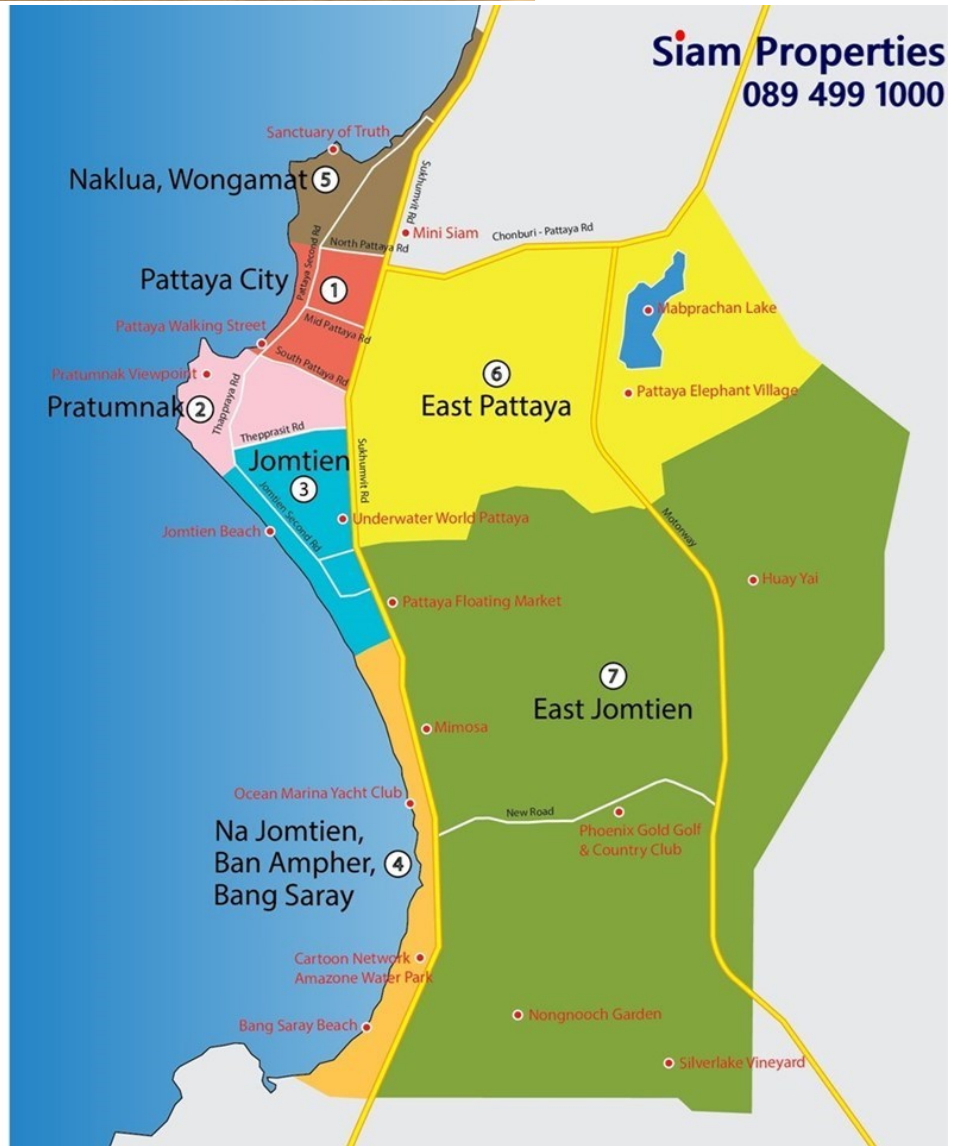 Siam Properties
089 499 1000
Sanctuary of Truth
Naklua, Wongamat
5
Sukhumvit Rd
Mini Siam
Chonburi - Pattaya Rd
North Pattaya Rd
Pattaya Second Rd
Pattaya City
1
Mabprachan Lake
Mid Pattaya Rd
Pattaya Walking Street
South Pattaya Rd
Pratumnak Viewpoint
6
East Pattaya
Pattaya Elephant Village
Pratumnak
2
Thappraya Rd
Thepprasit Rd
Jomtien
3
Sukhumvit Rd
Jomtien Second Rd
Underwater World Pattaya
Jomtien Beach
Motorway
Huay Yai
Pattaya Floating Market
7
East Jomtien
Mimosa
Ocean Marina Yacht Club
New Road
Phoenix Gold Golf
& Country Club
Na Jomtien,
Ban Ampher,
Bang Saray
4
Cartoon Network
Amazone Water Park
Bang Saray Beach
Nongnooch Garden
Silverlake Vineyard